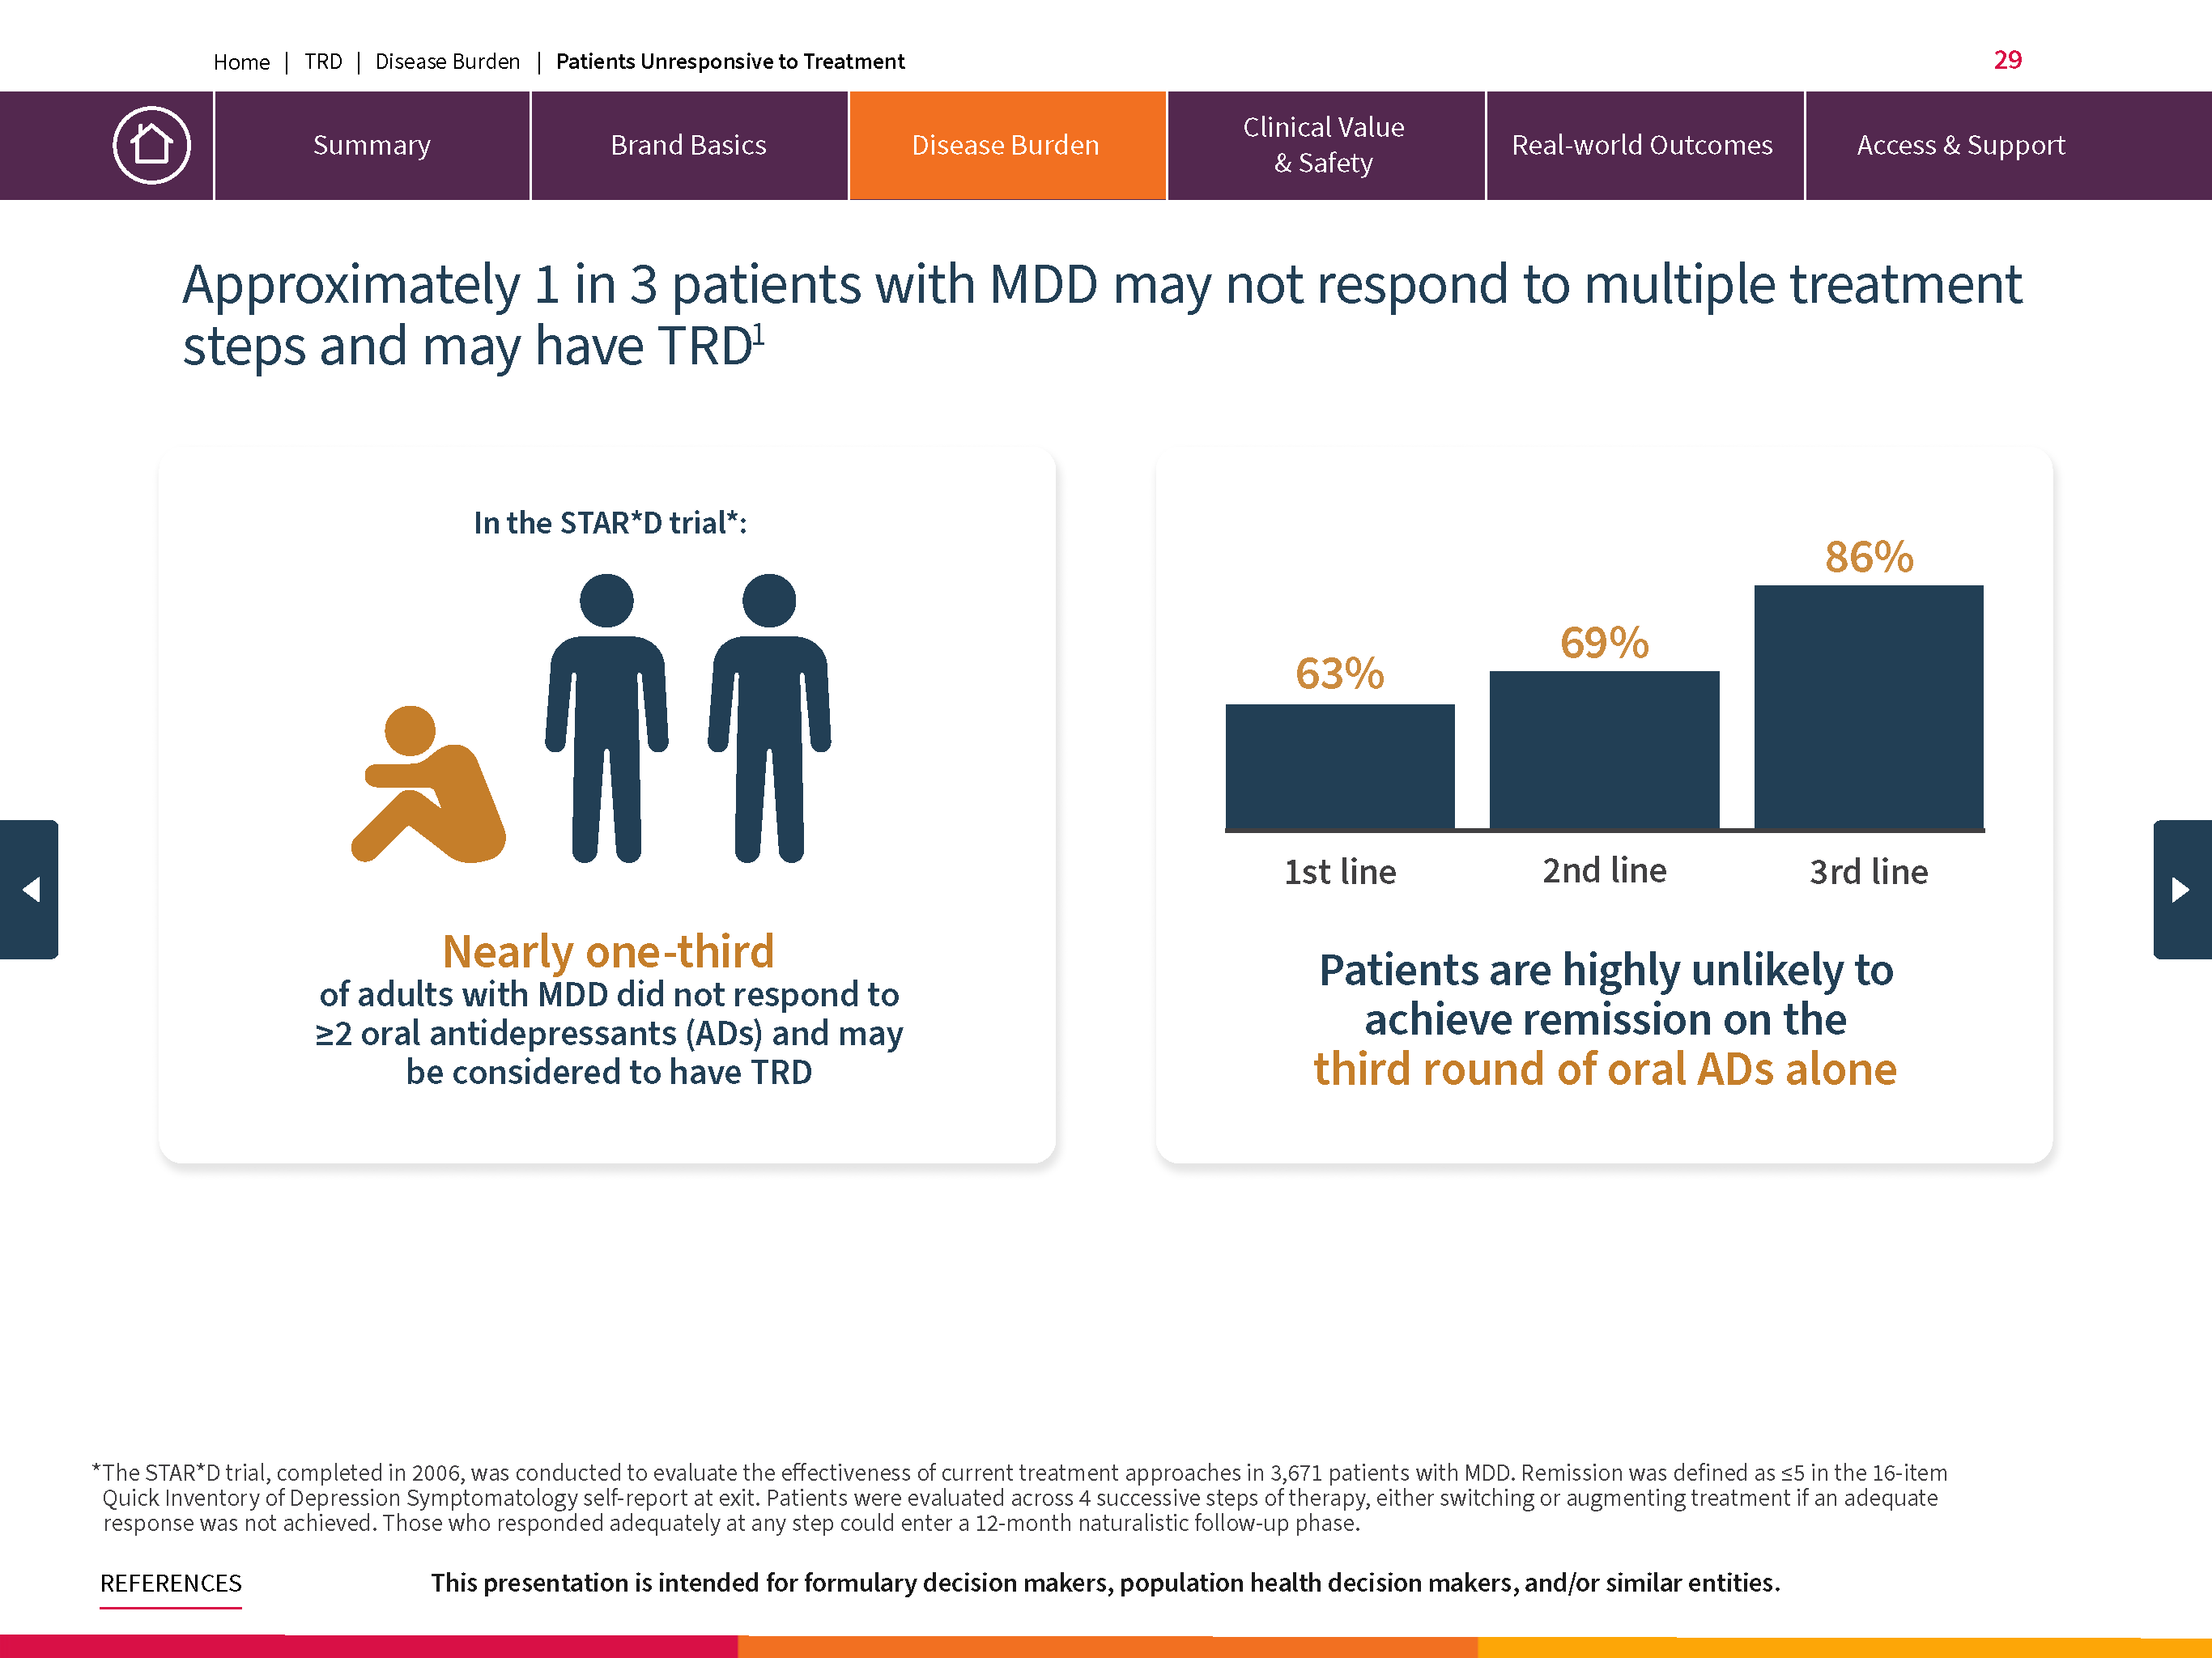 Home | TRD | Disease Burden | Patients Unresponsive to Treatment
29
Summary
Brand Basics
Disease Burden
Clinical Value
& Safety
Real-world Outcomes
Access & Support
Approximately 1 in 3 patients with MDD may not respond to multiple treatment
steps and may have TRD¹
In the STAR*D trial*:
Nearly one-third
of adults with MDD did not respond to
≥2 oral antidepressants (ADs) and may
be considered to have TRD
86%
69%
63%
1st line
2nd line
3rd line
Patients are highly unlikely to
achieve remission on the
third round of oral ADs alone
*The STAR*D trial, completed in 2006, was conducted to evaluate the effectiveness of current treatment approaches in 3,671 patients with MDD. Remission was defined as ≤5 in the 16-item
Quick Inventory of Depression Symptomatology self-report at exit. Patients were evaluated across 4 successive steps of therapy, either switching or augmenting treatment if an adequate
response was not achieved. Those who responded adequately at any step could enter a 12-month naturalistic follow-up phase.
REFERENCES
This presentation is intended for formulary decision makers, population health decision makers, and/or similar entities.